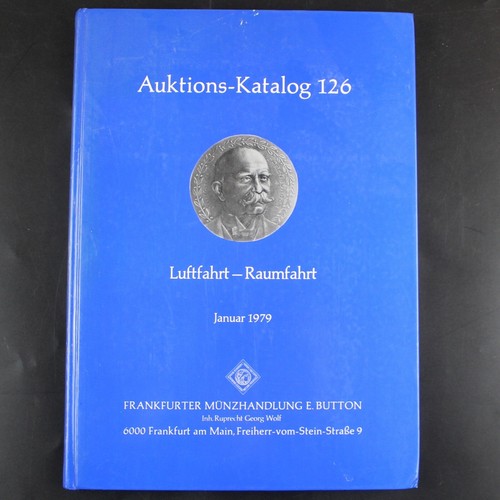 Auktions-Katalog 126
Luftfahrt – Raumfahrt
Januar 1979
FRANKFURTER MÜNZHANDLUNG E. BUTTON
Inh. Ruprecht Georg Wolf
6000 Frankfurt am Main, Freiherr-vom-Stein-Straße 9